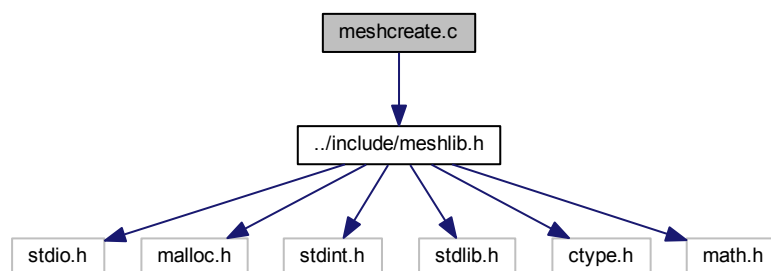 meshcreate.c
../include/meshlib.h
stdio.h
malloc.h
stdint.h
stdlib.h
ctype.h
math.h